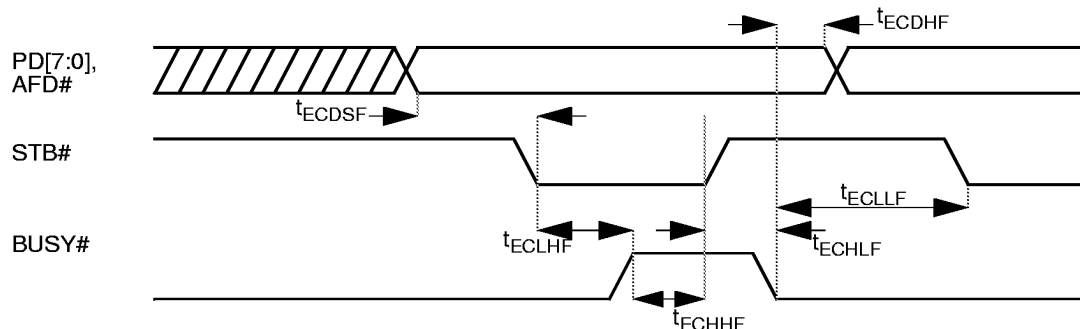 tECDHF
PD[7:0],
AFD#
tECDSF
STB#
tECLLF
tECLHF
tECHLF
BUSY#
tECHHF